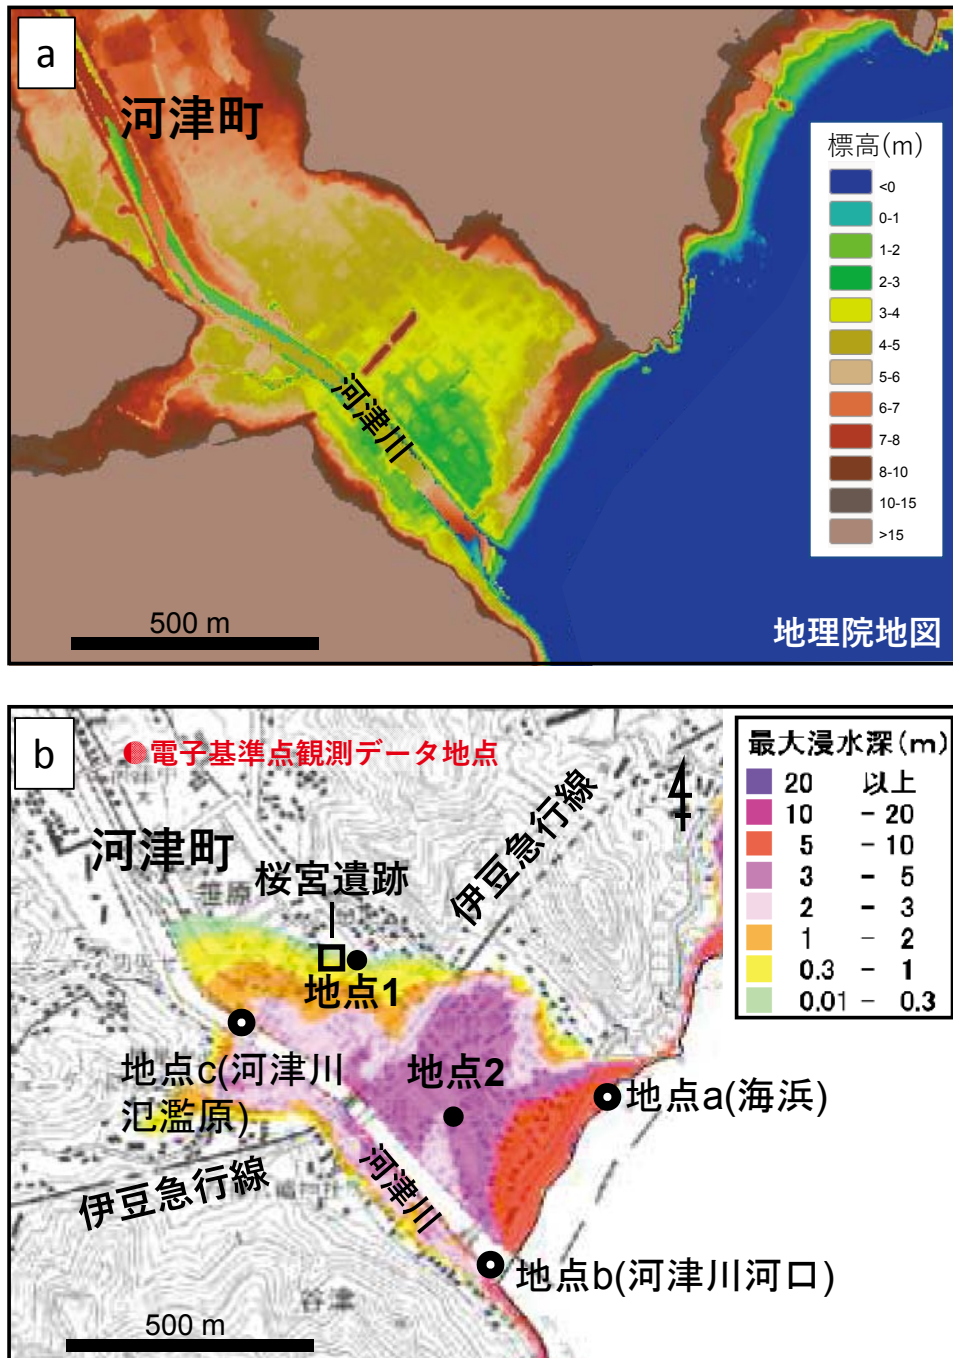 a
河津町
標高(m)
<0
0-1
1-2
2-3
3-4
4-5
5-6
6-7
7-8
8-10
10-15
>15
河津川
500 m
地理院地図
b
電子基準点観測データ地点
最大浸水深(m)
20 以上
10 - 20
5 - 10
3 - 5
2 - 3
1 - 2
0.3 - 1
0.01 - 0.3
河津町
笹原
桜宮遺跡
伊豆急行線
地点1
地点c(河津川
氾濫原)
地点2
地点a(海浜)
伊豆急行線
河津川
地点b(河津川河口)
谷津
500 m